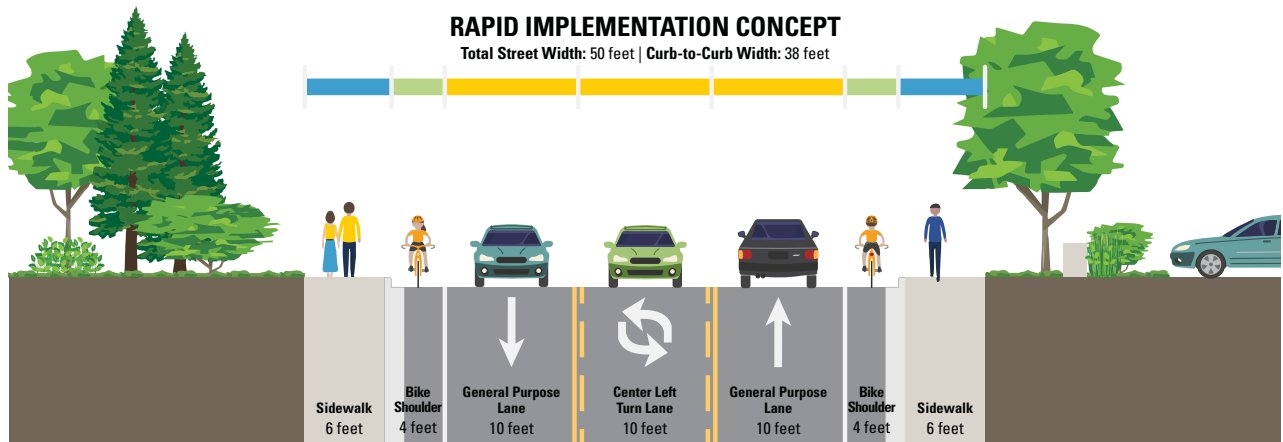 RAPID IMPLEMENTATION CONCEPT
Total Street Width: 50 feet | Curb-to-Curb Width: 38 feet
Sidewalk
6 feet
Bike
Shoulder
4 feet
General Purpose
Lane
10 feet
Center Left
Turn Lane
10 feet
General Purpose
Lane
10 feet
Bike
Shoulder
4 feet
Sidewalk
6 feet